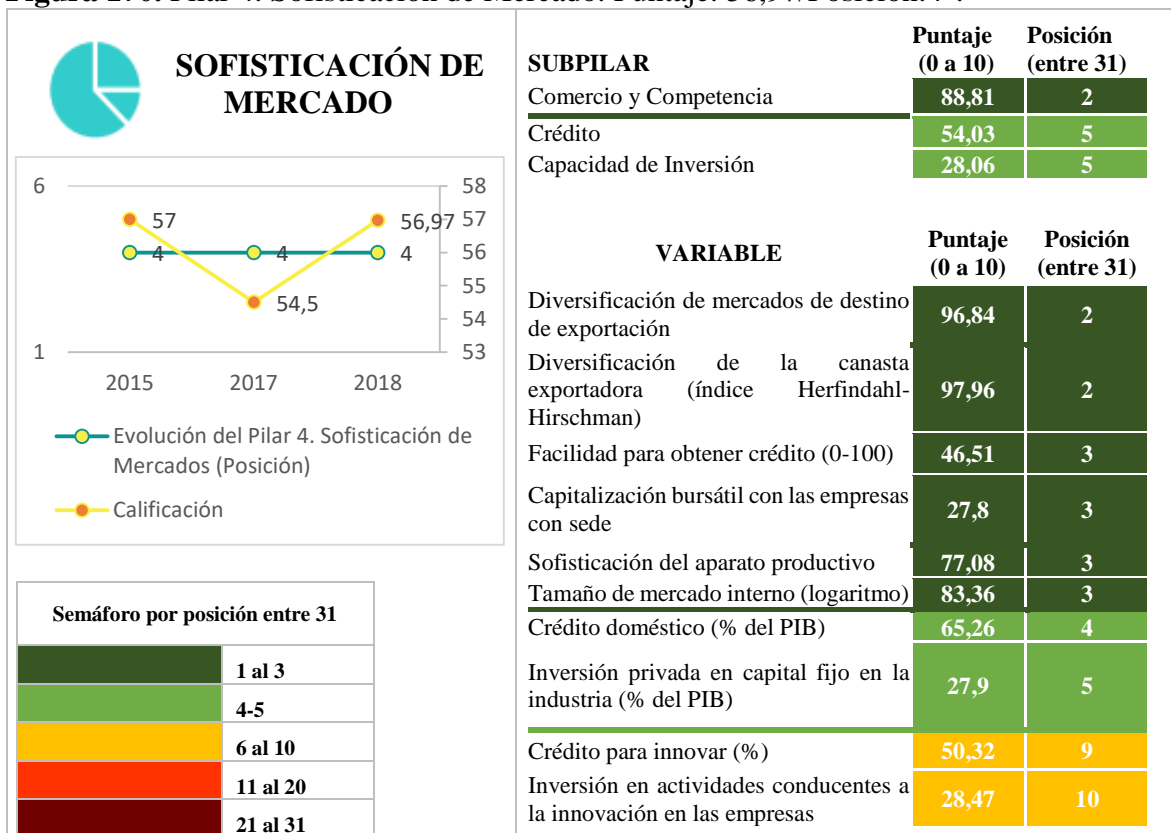 SOFISTICACIÓN DE
MERCADO
6
1
58
57
56
55
54
53
57
54,5
56,97
4
4
4
2015
2017
2018
Evolución del Pilar 4. Sofisticación de
Mercados (Posición)
Calificación
Semáforo por posición entre 31
1 al 3
4-5
6 al 10
11 al 20
21 al 31
SUBPILAR
Puntaje
(0 a 10)
Posición
(entre 31)
Comercio y Competencia 88,81 2
Crédito 54,03 5
Capacidad de Inversión 28,06 5
VARIABLE
Puntaje
(0 a 10)
Posición
(entre 31)
Diversificación de mercados de destino
de exportación
96,84 2
Diversificación de la canasta
exportadora (índice Herfindahl-
Hirschman)
97,96 2
Facilidad para obtener crédito (0-100) 46,51 3
Capitalización bursátil con las empresas
con sede
27,8 3
Sofisticación del aparato productivo 77,08 3
Tamaño de mercado interno (logaritmo) 83,36 3
Crédito doméstico (% del PIB) 65,26 4
Inversión privada en capital fijo en la
industria (% del PIB)
27,9 5
Crédito para innovar (%) 50,32 9
Inversión en actividades conducentes a
la innovación en las empresas
28,47 10